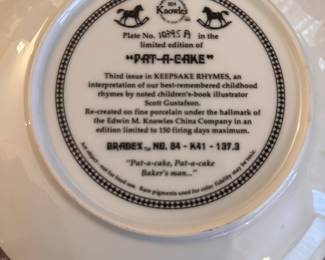 Knowles
Plate No. 10395 A in the
limited edition of
"PAT-A-CAKE"
Third issue in KEEPSAKE RHYMES, an
interpretation of our best-remembered childhood
rhymes by noted children's-book illustrator
Scott Gustafson.
Re-created on fine porcelain under the hallmark of
the Edwin M. Knowles China Company in an
edition limited to 150 firing days maximum.
BRADEX NO. 84 - K41 - 137.3
"Pat-a-cake, Pat-a-cake
Baker's man..."